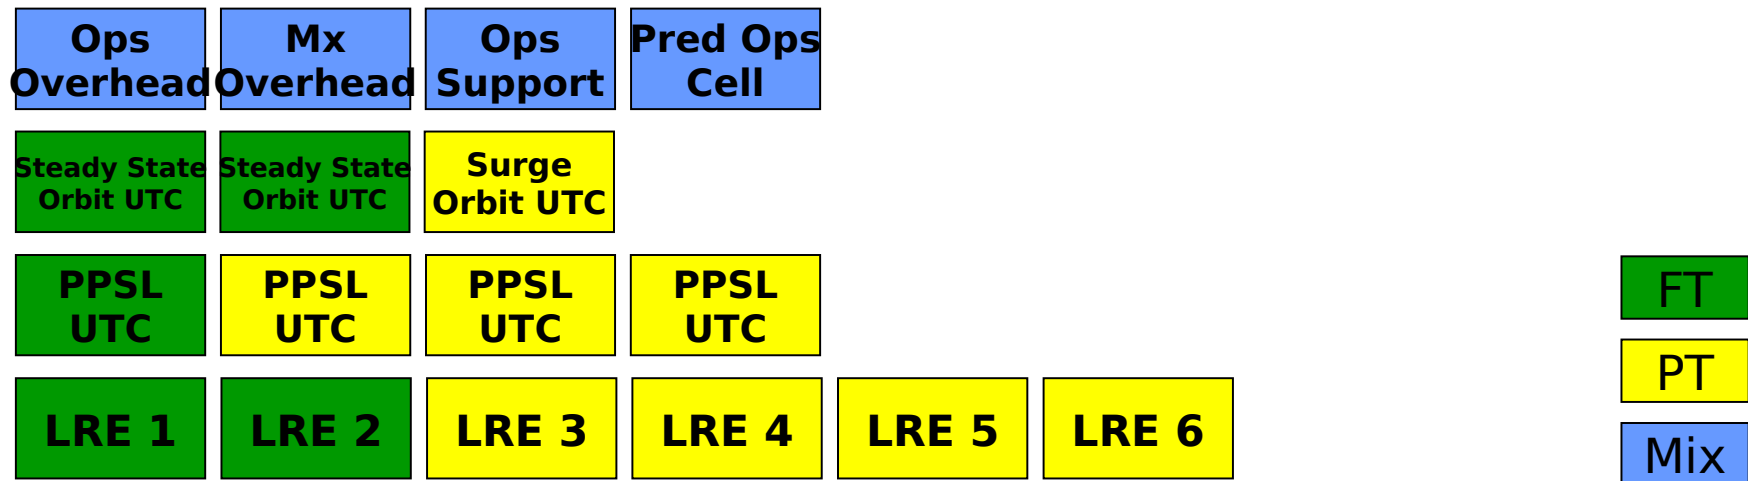 Ops
Overhead
Mx
Overhead
Ops
Support
Pred Ops
Cell
Steady State
Orbit UTC
Steady State
Orbit UTC
Surge
Orbit UTC
PPSL
UTC
PPSL
UTC
PPSL
UTC
PPSL
UTC
LRE 1
LRE 2
LRE 3
LRE 4
LRE 5
LRE 6
FT
PT
Mix